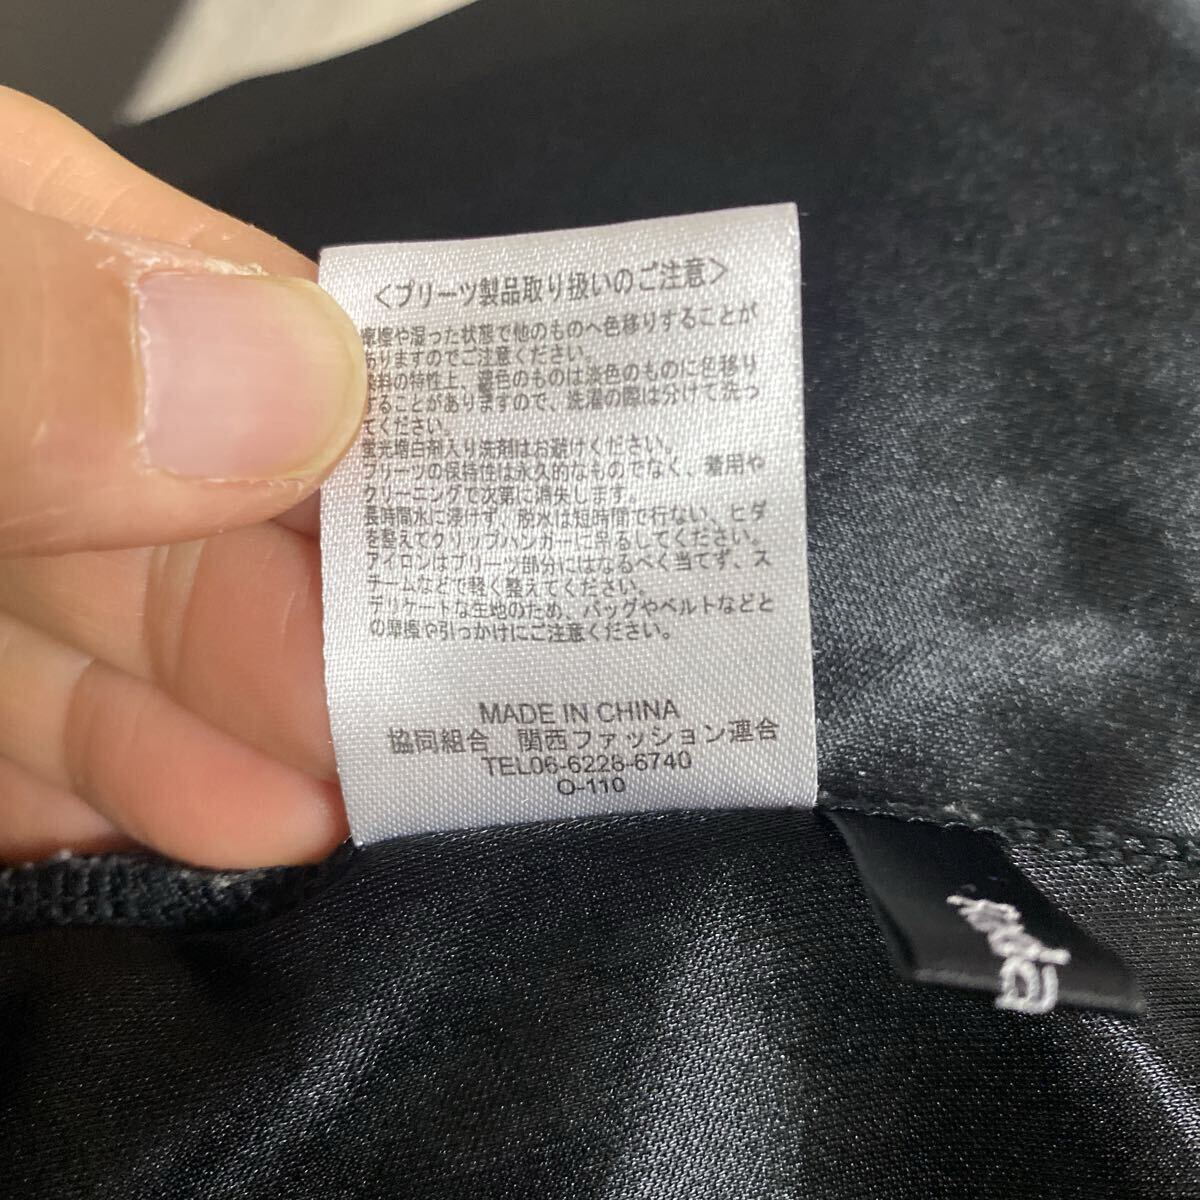 <プリーツ製品取り扱いのご注意>
摩擦や湿った状態で他のものへ色移りすることが
ありますのでご注意ください。
染料の特性上、濃色のものは淡色のものに色移り
することがありますので、洗濯の際は分けて洗っ
てください。
蛍光増白剤入り洗剤はお避けください。
プリーツの保特性は永久的なものでなく、着用や
クリーニングで次第に消失します。
長時間水に浸けず、脱水は短時間で行ない、ヒダ
を整えてクリップハンガーに吊るしてください。
アイロンはプリーツ部分にはなるべく当てず、ス
チームなどで軽く整えてください。
デリケートな生地のため、バッグやベルトなどと
の摩擦や引っかけにご注意ください。
MADE IN CHINA
協同組合 関西ファッション連合
TEL06-6228-6740
O-110